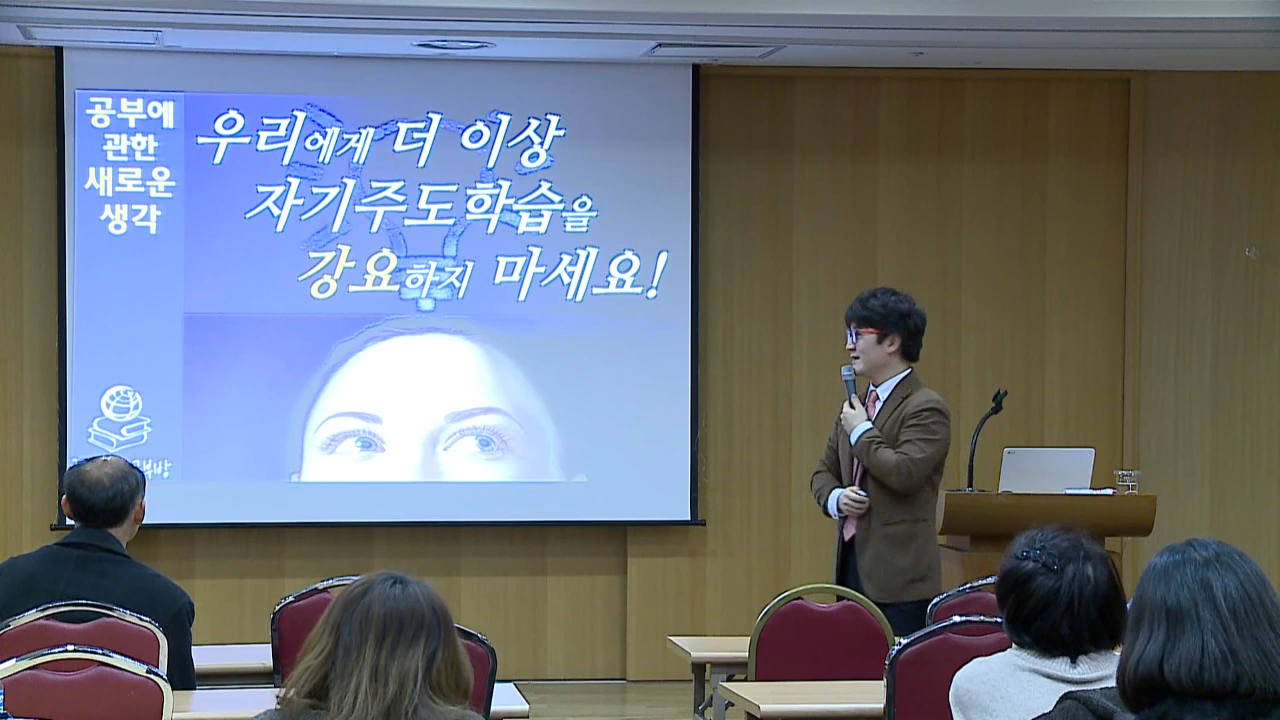 공부에
관한
새로운
생각
우리에게 더 이상
자기주도학습을
강요하지 마세요!